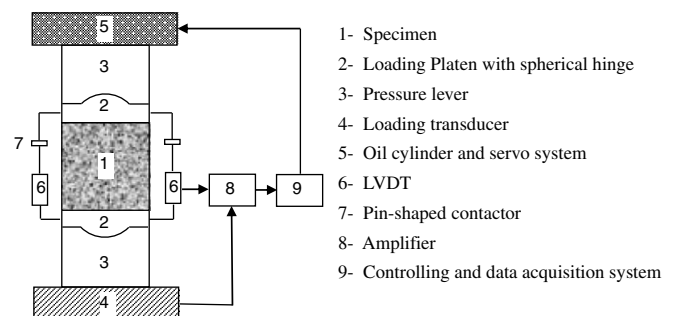 5
3
2
7
1
6
6
8
9
2
3
4
1- Specimen
2- Loading Platen with spherical hinge
3- Pressure lever
4- Loading transducer
5- Oil cylinder and servo system
6- LVDT
7- Pin-shaped contactor
8- Amplifier
9- Controlling and data acquisition system